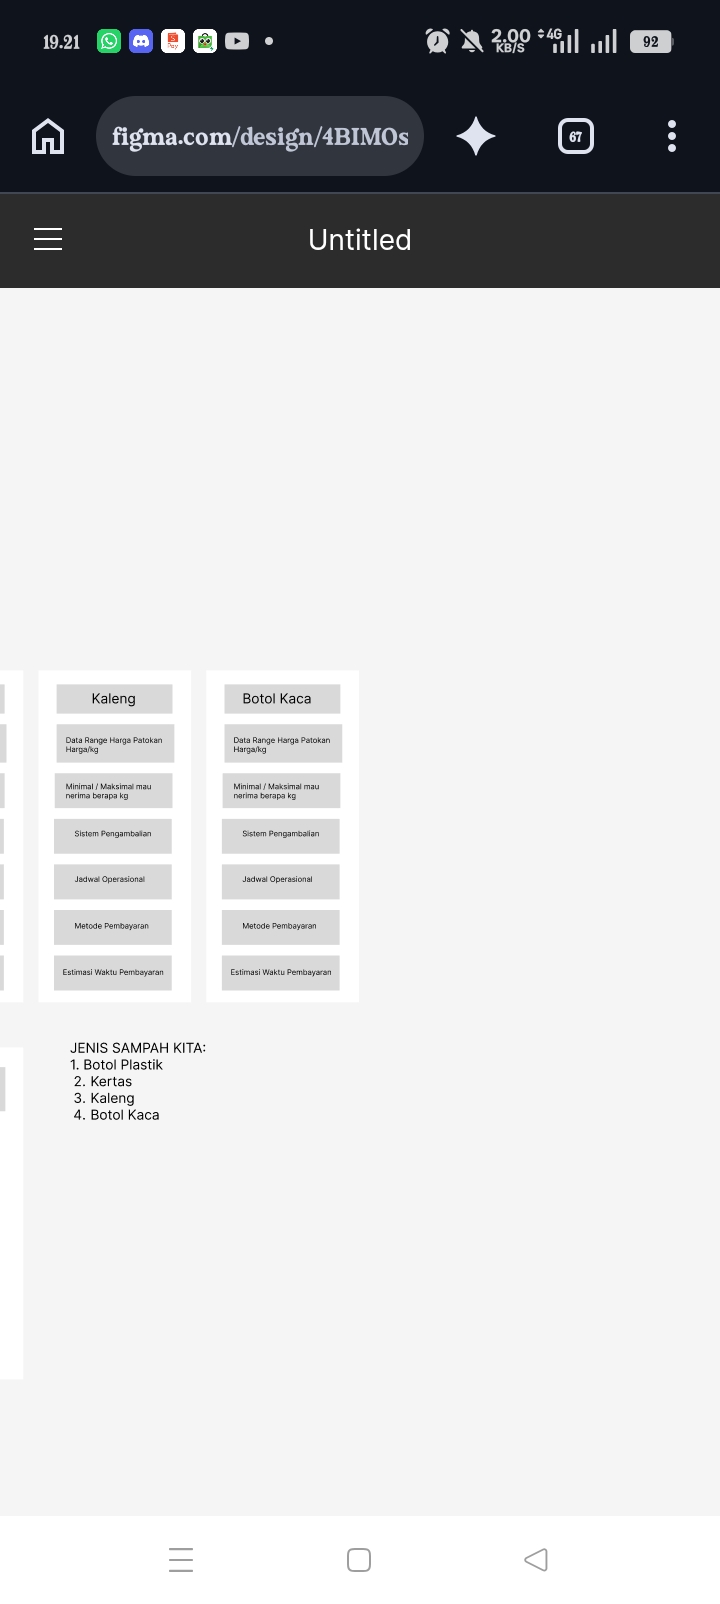 19.21
2.00
KB/S
4G
92
figma.com/design/4BIMOs
67
Untitled
Kaleng
Data Range Harga Patokan
Harga/kg
Minimal / Maksimal mau
nerima berapa kg
Sistem Pengambalian
Jadwal Operasional
Metode Pembayaran
Estimasi Waktu Pembayaran
Botol Kaca
Data Range Harga Patokan
Harga/kg
Minimal / Maksimal mau
nerima berapa kg
Sistem Pengambalian
Jadwal Operasional
Metode Pembayaran
Estimasi Waktu Pembayaran
JENIS SAMPAH KITA:
1. Botol Plastik
2. Kertas
3. Kaleng
4. Botol Kaca